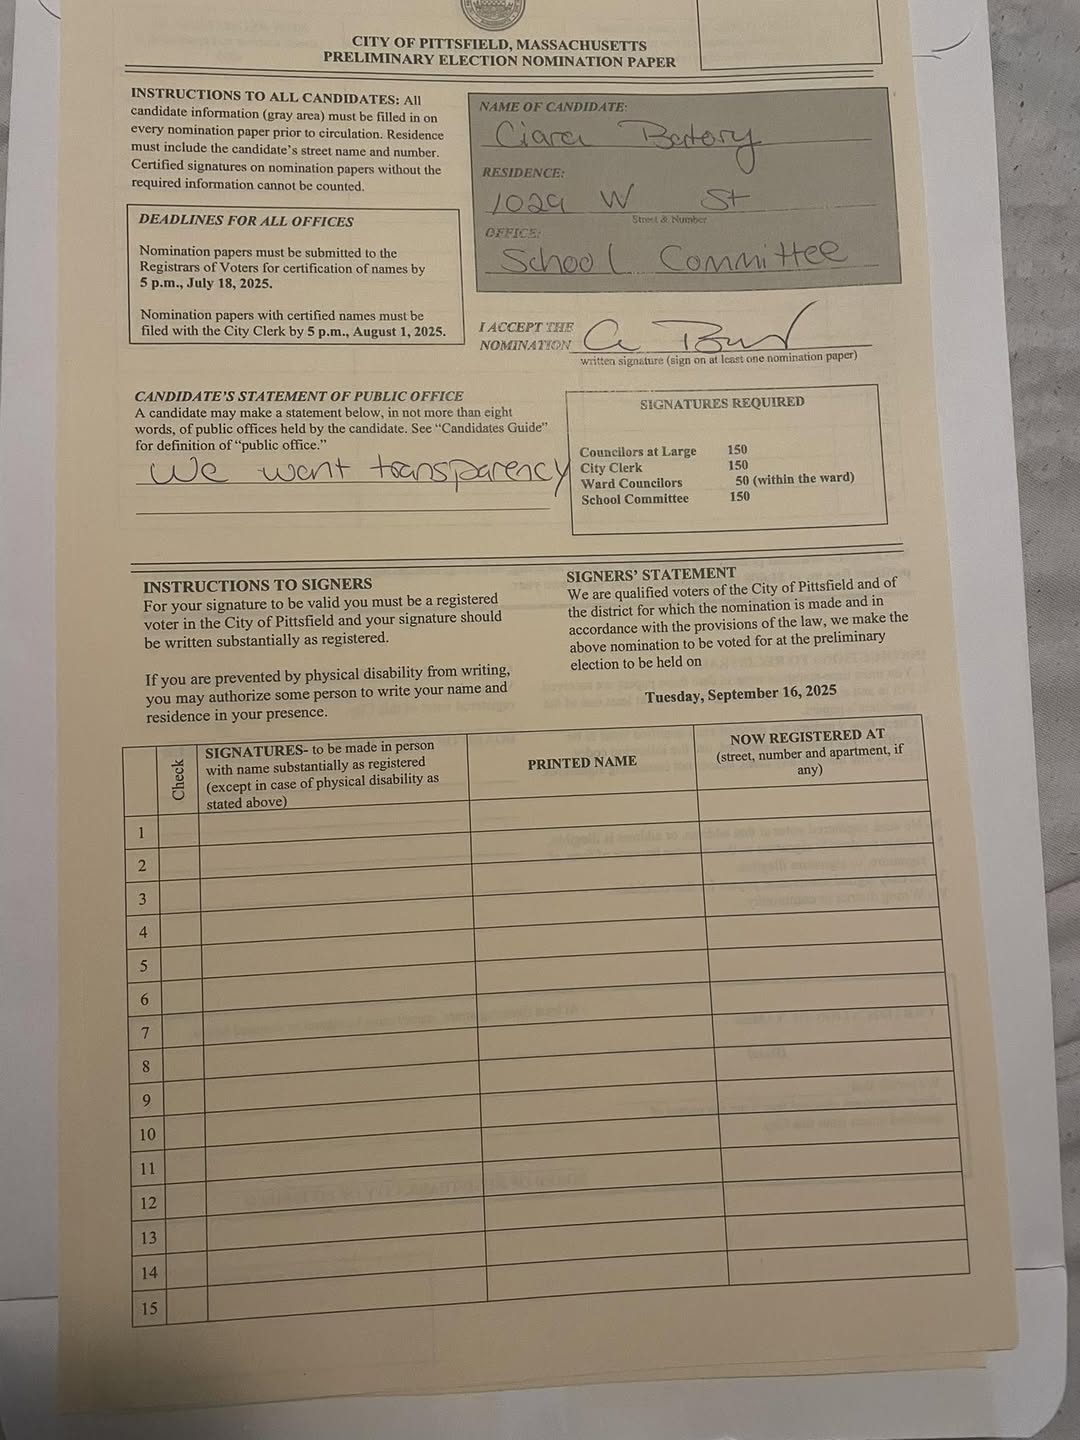 CITY OF PITTSFIELD, MASSACHUSETTS
PRELIMINARY ELECTION NOMINATION PAPER
INSTRUCTIONS TO ALL CANDIDATES: All
candidate information (gray area) must be filled in on
every nomination paper prior to circulation. Residence
must include the candidate's street name and number.
Certified signatures on nomination papers without the
required information cannot be counted.
DEADLINES FOR ALL OFFICES
Nomination papers must be submitted to the
Registrars of Voters for certification of names by
5 p.m., July 18, 2025.
Nomination papers with certified names must be
filed with the City Clerk by 5 p.m., August 1, 2025.
NAME OF CANDIDATE:
Ciara Batory
RESIDENCE:
1029 W St
Street & Number
OFFICE:
School Committee
I ACCEPT THE
NOMINATION
written signature (sign on at least one nomination paper)
CANDIDATE'S STATEMENT OF PUBLIC OFFICE
A candidate may make a statement below, in not more than eight
words, of public offices held by the candidate. See "Candidates Guide"
for definition of "public office."
We want transparency
SIGNATURES REQUIRED
Councilors at Large 150
City Clerk 150
Ward Councilors 50 (within the ward)
School Committee 150
INSTRUCTIONS TO SIGNERS
For your signature to be valid you must be a registered
voter in the City of Pittsfield and your signature should
be written substantially as registered.
If you are prevented by physical disability from writing,
you may authorize some person to write your name and
residence in your presence.
SIGNERS' STATEMENT
We are qualified voters of the City of Pittsfield and of
the district for which the nomination is made and in
accordance with the provisions of the law, we make the
above nomination to be voted for at the preliminary
election to be held on
Tuesday, September 16, 2025
Check
SIGNATURES- to be made in person
with name substantially as registered
(except in case of physical disability as
stated above)
PRINTED NAME
NOW REGISTERED AT
(street, number and apartment, if
any)
1
2
3
4
5
6
7
8
9
10
11
12
13
14
15